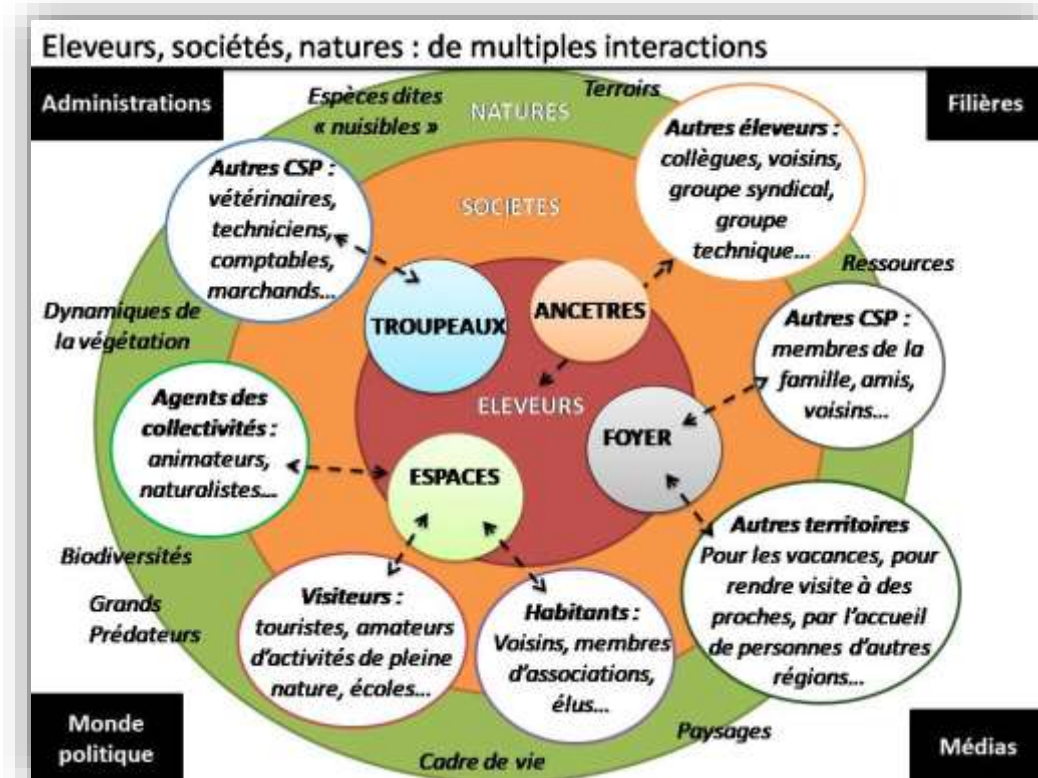 Eleveurs, sociétés, natures : de multiples interactions
Administrations
Filières
Espèces dites
« nuisibles »
NATURES
Terroirs
Autres CSP :
vétérinaires,
techniciens,
comptables,
marchands...
SOCIETES
Autres éleveurs :
collègues, voisins,
groupe syndical,
groupe
technique...
Ressources
Dynamiques de
la végétation
TROUPEAUX
ANCETRES
Autres CSP :
membres de la
famille, amis,
voisins...
Agents des
collectivités :
animateurs,
naturalistes...
ELEVEURS
FOYER
ESPACES
Autres territoires
Pour les vacances, pour
rendre visite à des
proches, par l'accueil
de personnes d'autres
régions...
Biodiversités
Grands
Prédateurs
Visiteurs :
touristes, amateurs
d'activités de pleine
nature, écoles...
Habitants :
Voisins, membres
d'associations,
élus...
Monde
politique
Cadre de vie
Paysages
Médias